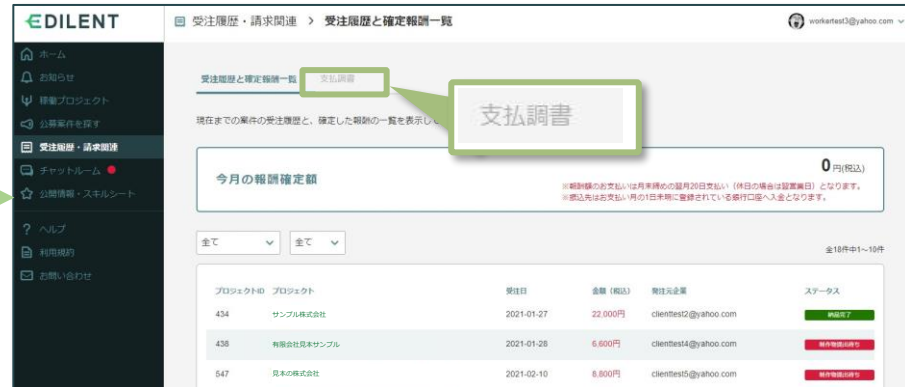 EDILENT
受注履歴・請求関連 > 受注履歴と確定報酬一覧
workertest3@yahoo.com
ホーム
お知らせ
稼働プロジェクト
公募案件を探す
受注履歴・請求関連
チャットルーム
公開情報・スキルシート
ヘルプ
利用規約
お問い合わせ
受注履歴と確定報酬一覧 支払調書
支払調書
現在までの案件の受注履歴と、確定した報酬の一覧を表示し
今月の報酬確定額
0 円(税込)
※報酬額のお支払いは月末締めの翌月20日支払い（休日の場合は翌営業日）となります。
※振込先はお支払い月の1日未明に登録されている銀行口座へ入金となります。
全て 全て
全18件中1～10件
プロジェクトID プロジェクト 受注日 金額（税込） 発注元企業 ステータス
434 サンプル株式会社 2021-01-27 22,000円 clienttest2@yahoo.com 納品完了
438 有限会社見本サンプル 2021-01-28 6,600円 clienttest4@yahoo.com
547 見本の株式会社 2021-02-10 8,800円 clienttest5@yahoo.com